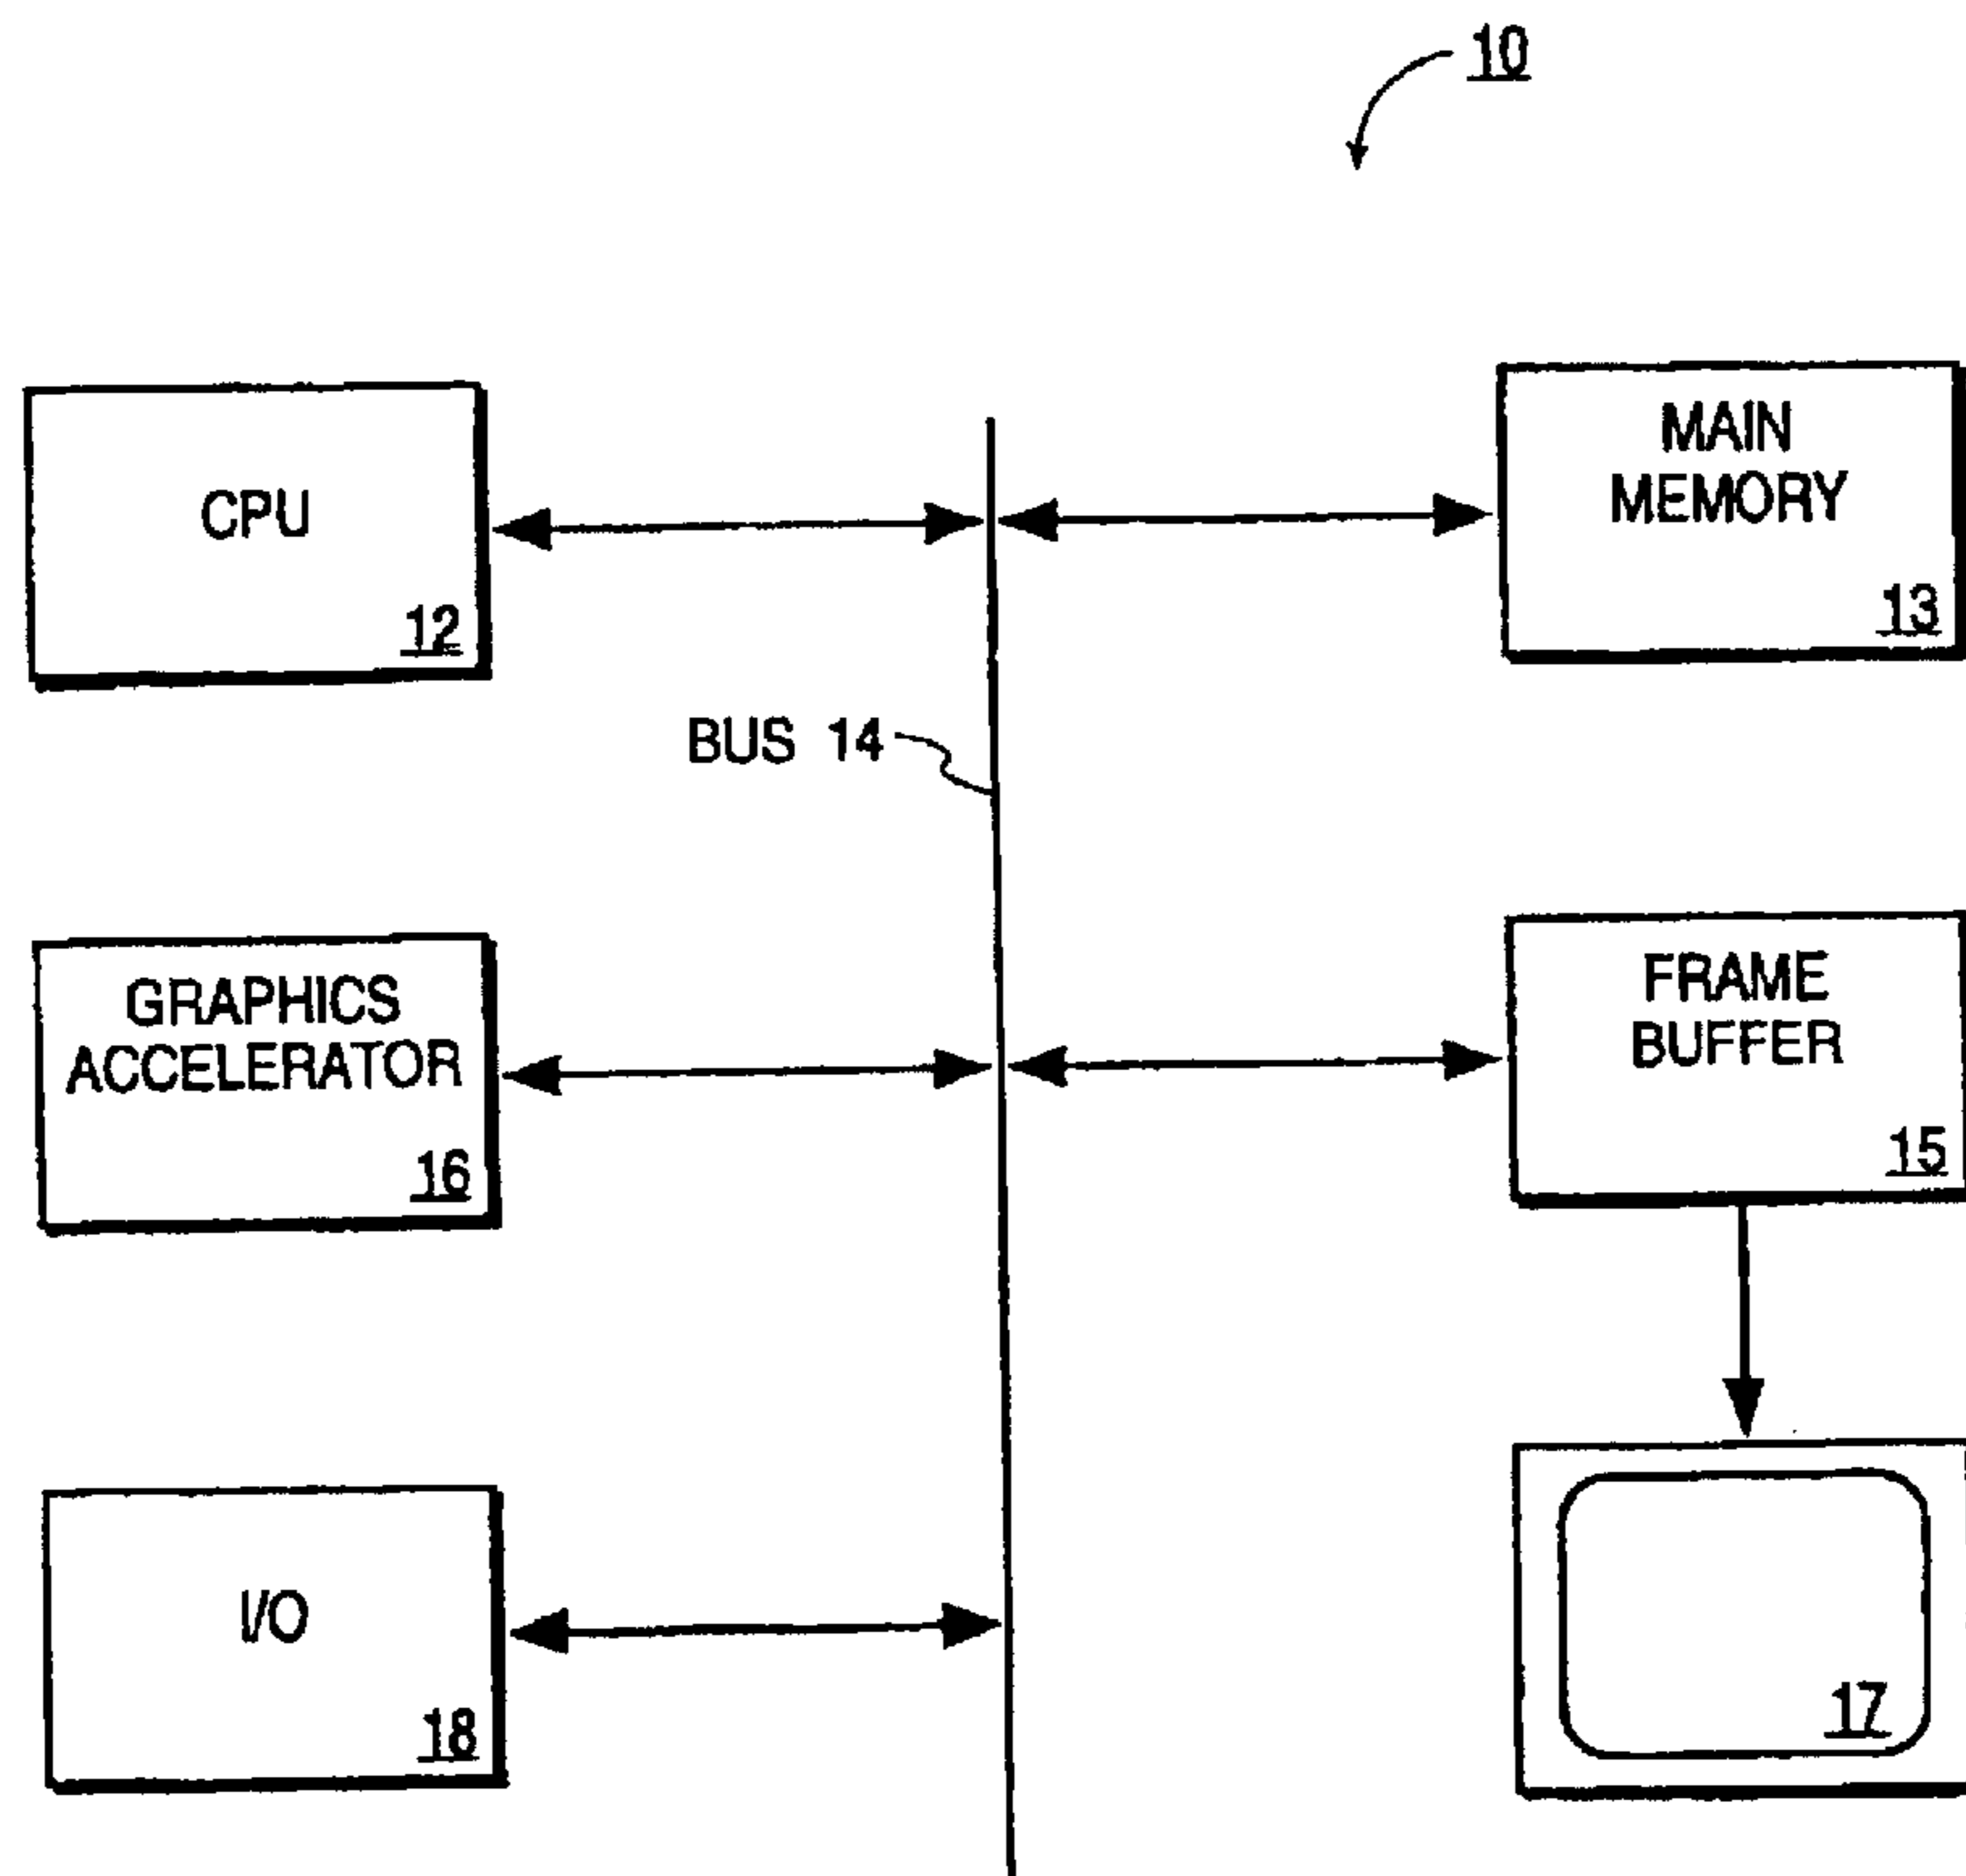 10
CPU
12
MAIN
MEMORY
13
BUS 14
GRAPHICS
ACCELERATOR
16
FRAME
BUFFER
15
I/O
18
17